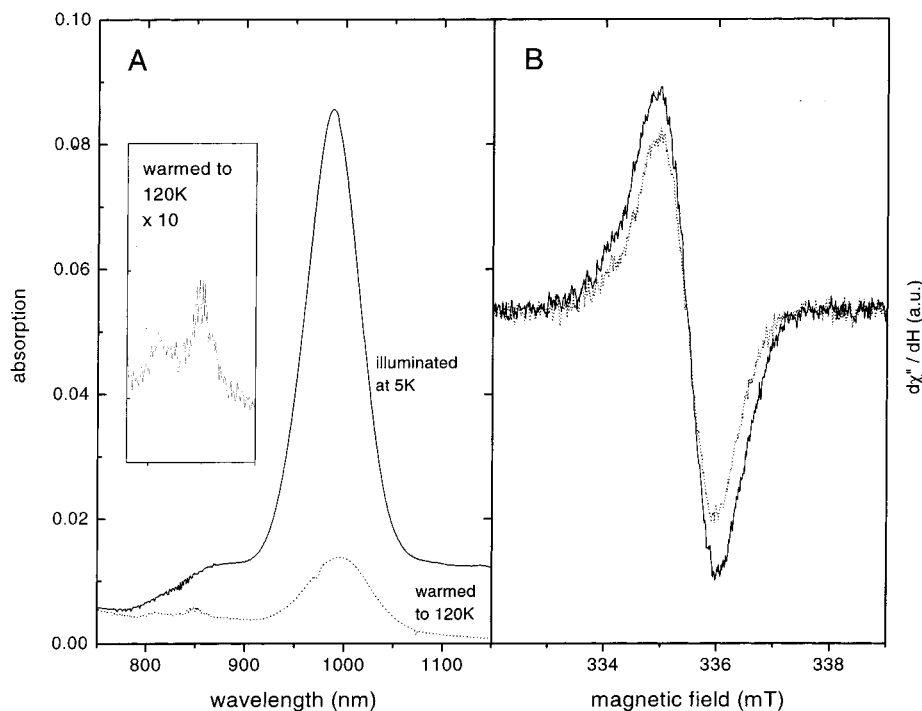 A
B
0.10
0.08
0.06
0.04
0.02
0.00
absorption
warmed to
120K
x 10
illuminated
at 5K
warmed
to 120K
800
900
1000
1100
wavelength (nm)
334
336
338
magnetic field (mT)
dχ" / dH (a.u.)